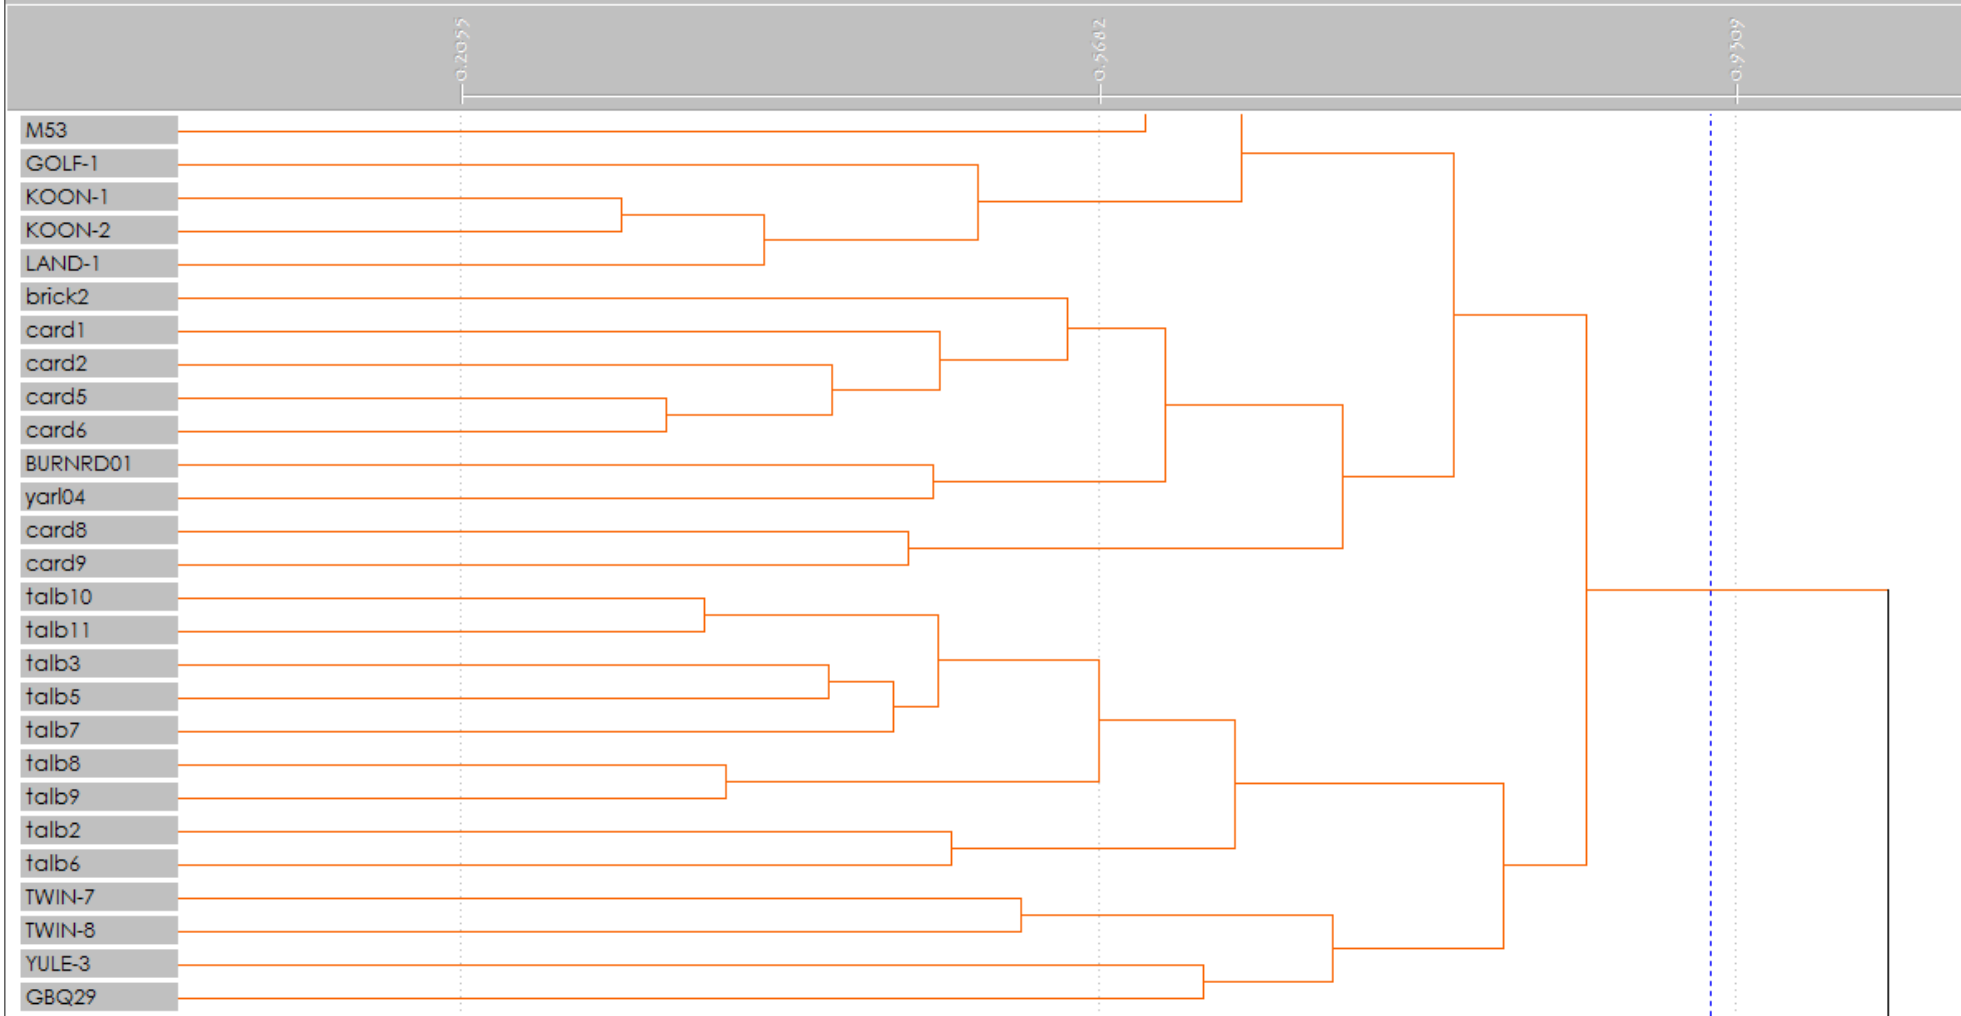 0.2055 0.5682 0.9309
M53
GOLF-1
KOON-1
KOON-2
LAND-1
brick2
card1
card2
card5
card6
BURNRD01
yarl04
card8
card9
talb10
talb11
talb3
talb5
talb7
talb8
talb9
talb2
talb6
TWIN-7
TWIN-8
YULE-3
GBQ29